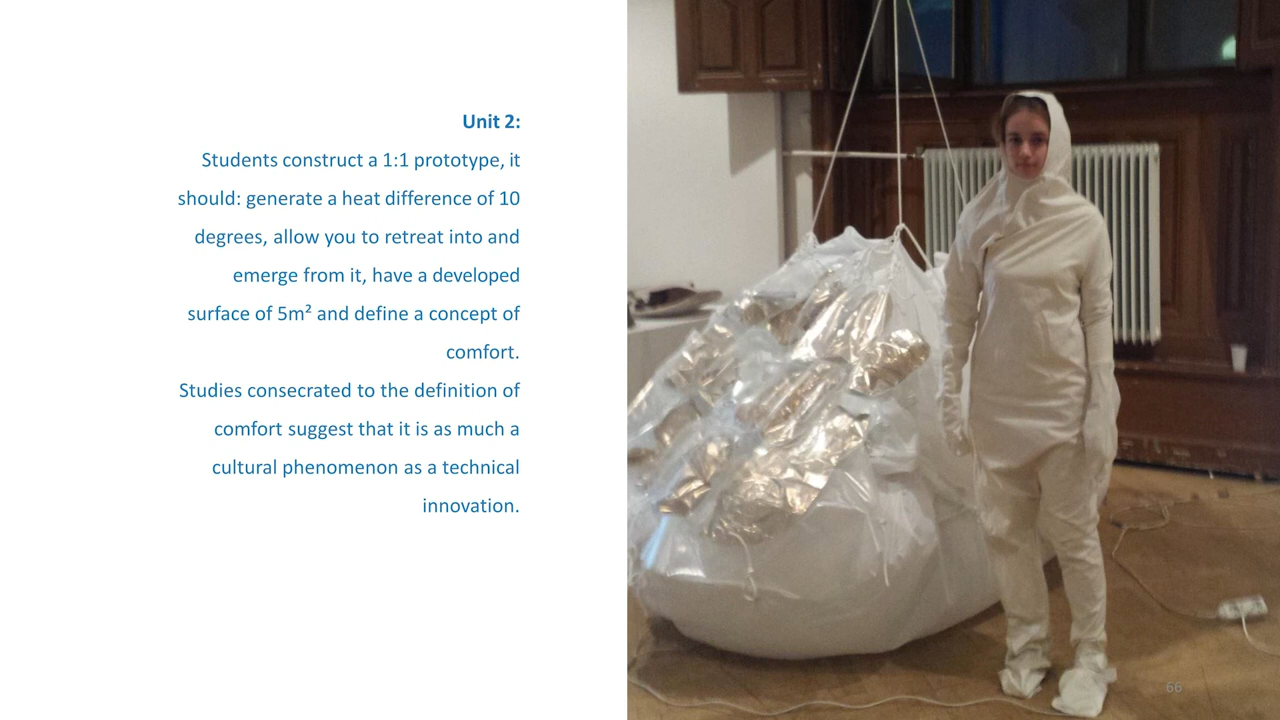 Unit 2:
Students construct a 1:1 prototype, it
should: generate a heat difference of 10
degrees, allow you to retreat into and
emerge from it, have a developed
surface of 5m² and define a concept of
comfort.
Studies consecrated to the definition of
comfort suggest that it is as much a
cultural phenomenon as a technical
innovation.
66